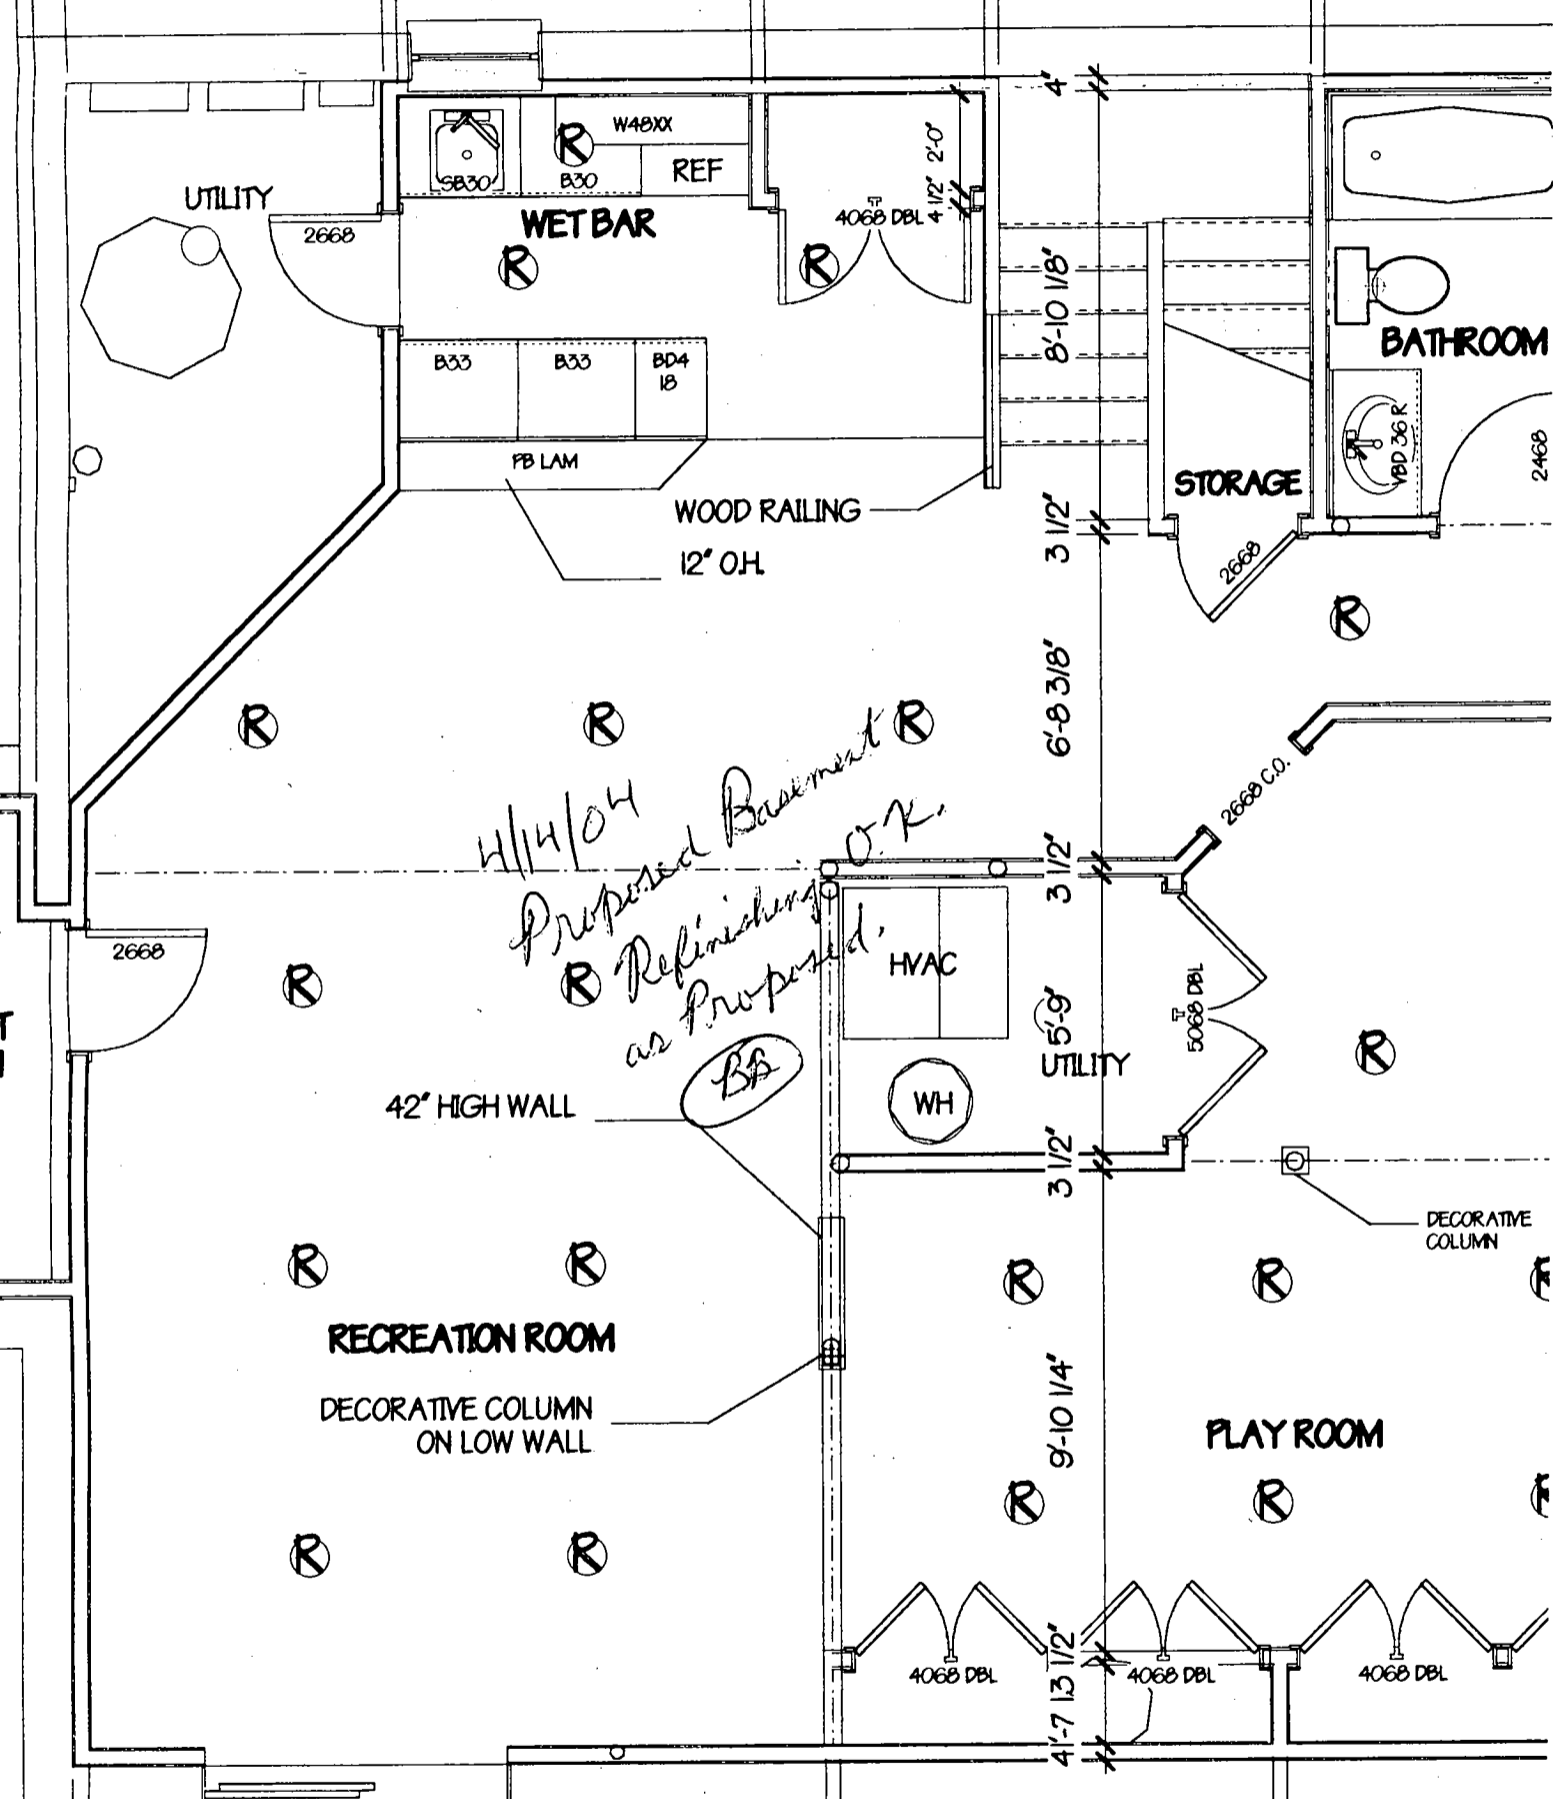 W48XX
REF
SB30
B30
UTILITY
2668
WET BAR
4068 DBL
2'-0"
4 1/2"
4"
8'-10 1/8"
BATHROOM
VBD 36 R
2468
B33
B33
BD4
18
PB LAM
STORAGE
WOOD RAILING
12" O.H.
3 1/2"
2668
R
R
R
R
R
R
R
6'-8 3/8"
2668 C.O.
4/14/04
Proposed Basement
Refinishing O.K.
as Proposed.
BB
3 1/2"
2668
R
R
HVAC
5'-9"
5068 DBL
UTILITY
R
WH
42" HIGH WALL
3 1/2"
DECORATIVE
COLUMN
R
R
R
R
R
RECREATION ROOM
DECORATIVE COLUMN
ON LOW WALL
9'-10 1/4"
PLAY ROOM
R
R
R
R
R
3 1/2"
4068 DBL
4068 DBL
4068 DBL